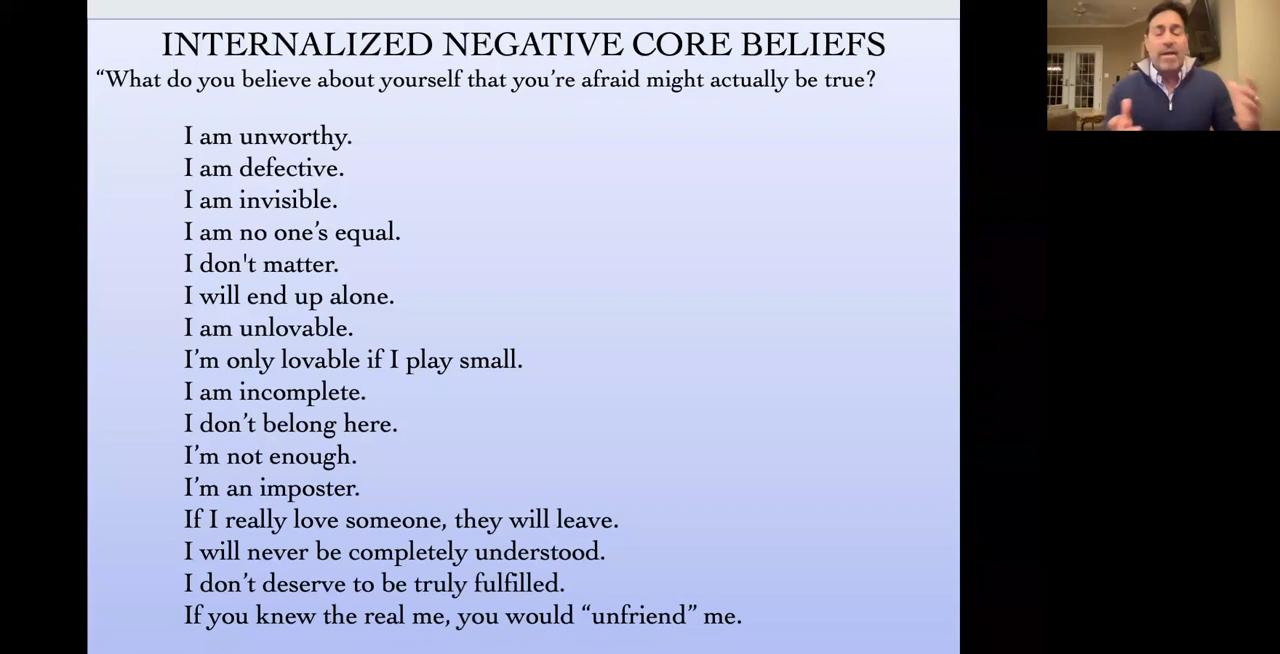 INTERNALIZED NEGATIVE CORE BELIEFS
“What do you believe about yourself that you’re afraid might actually be true?
I am unworthy.
I am defective.
I am invisible.
I am no one’s equal.
I don't matter.
I will end up alone.
I am unlovable.
I’m only lovable if I play small.
I am incomplete.
I don’t belong here.
I’m not enough.
I’m an imposter.
If I really love someone, they will leave.
I will never be completely understood.
I don’t deserve to be truly fulfilled.
If you knew the real me, you would “unfriend” me.